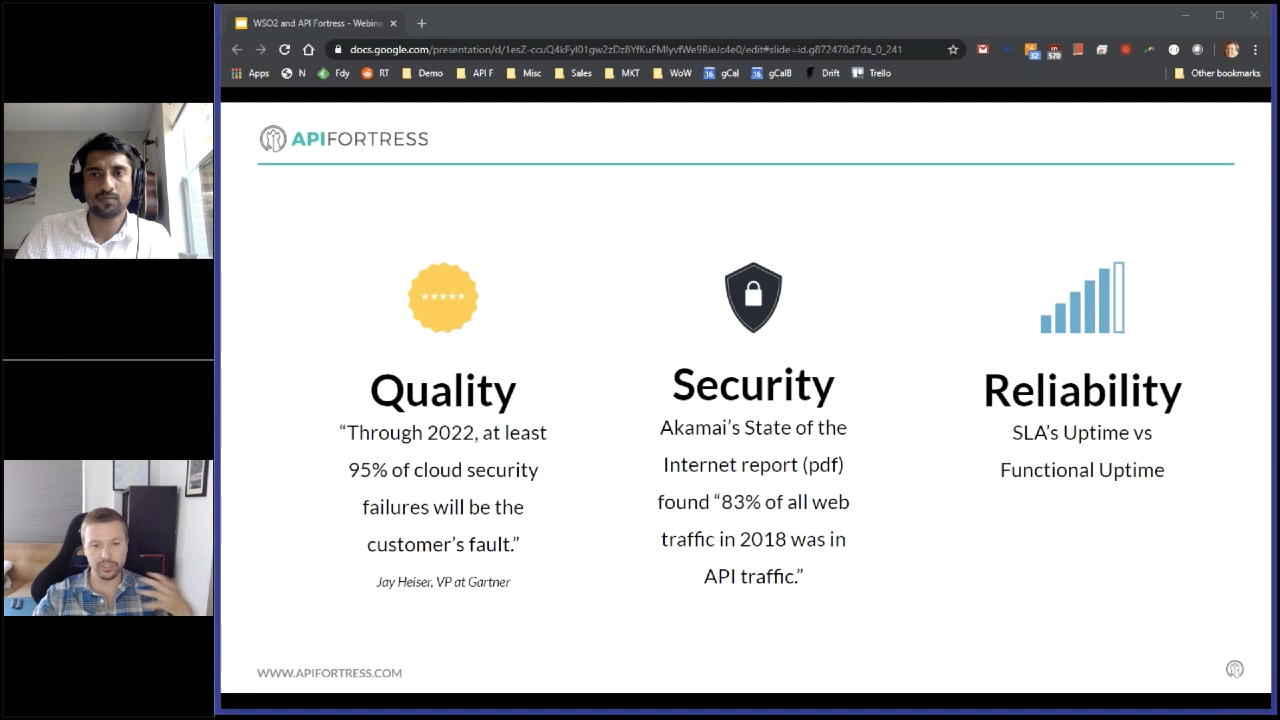 WSO2 and API Fortress - Webina
docs.google.com/presentation/d/1esZ-ccuQ4kFyl01gw2zDz8YfKuFMlyvfWe9RieJc4e0/edit#slide=id.g872478d7da_0_241
32
570
Apps
N
Fdy
RT
Demo
API F
Misc
Sales
MKT
WoW
16
gCal
16
gCalB
Drift
Trello
Other bookmarks
APIFORTRESS
Quality
“Through 2022, at least
95% of cloud security
failures will be the
customer’s fault.”
Jay Heiser, VP at Gartner
Security
Akamai’s State of the
Internet report (pdf)
found “83% of all web
traffic in 2018 was in
API traffic.”
Reliability
SLA’s Uptime vs
Functional Uptime
WWW.APIFORTRESS.COM